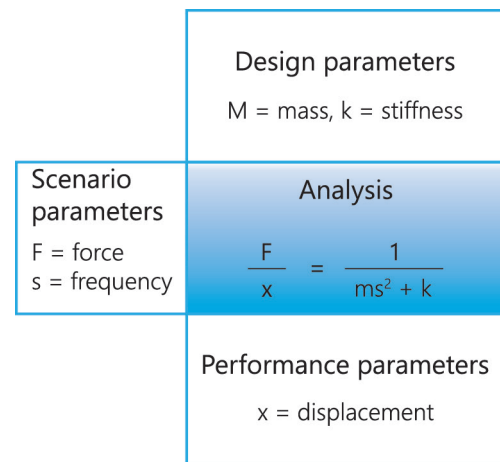 Design parameters
M = mass, k = stiffness
Scenario
parameters
F = force
s = frequency
Analysis
F/x = 1/(ms² + k)
Performance parameters
x = displacement